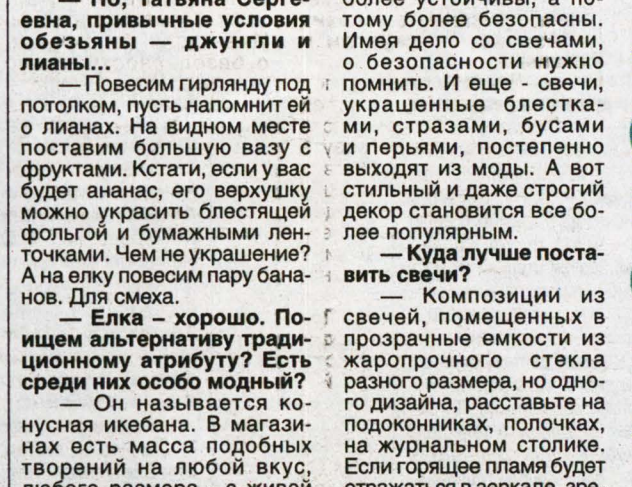 — Но, Татьяна Серге-
евна, привычные условия
обезьяны — джунгли и
лианы...
— Повесим гирлянду под
потолком, пусть напомнит ей
о лианах. На видном месте
поставим большую вазу с
фруктами. Кстати, если у вас
будет ананас, его верхушку
можно украсить блестящей
фольгой и бумажными лен-
точками. Чем не украшение?
А на елку повесим пару бана-
нов. Для смеха.
— Елка – хорошо. По-
ищем альтернативу тради-
ционному атрибуту? Есть
среди них особо модный?
— Он называется ко-
нусная икебана. В магази-
нах есть масса подобных
творений на любой вкус,
любого размера
более устойчивы, а по-
тому более безопасны.
Имея дело со свечами,
о безопасности нужно
помнить. И еще - свечи,
украшенные блестка-
ми, стразами, бусами
и перьями, постепенно
выходят из моды. А вот
стильный и даже строгий
декор становится все бо-
лее популярным.
— Куда лучше поста-
вить свечи?
— Композиции из
свечей, помещенных в
прозрачные емкости из
жаропрочного стекла
разного размера, но одно-
го дизайна, расставьте на
подоконниках, полочках,
на журнальном столике.
Если горящее пламя будет
отражаться в зеркале